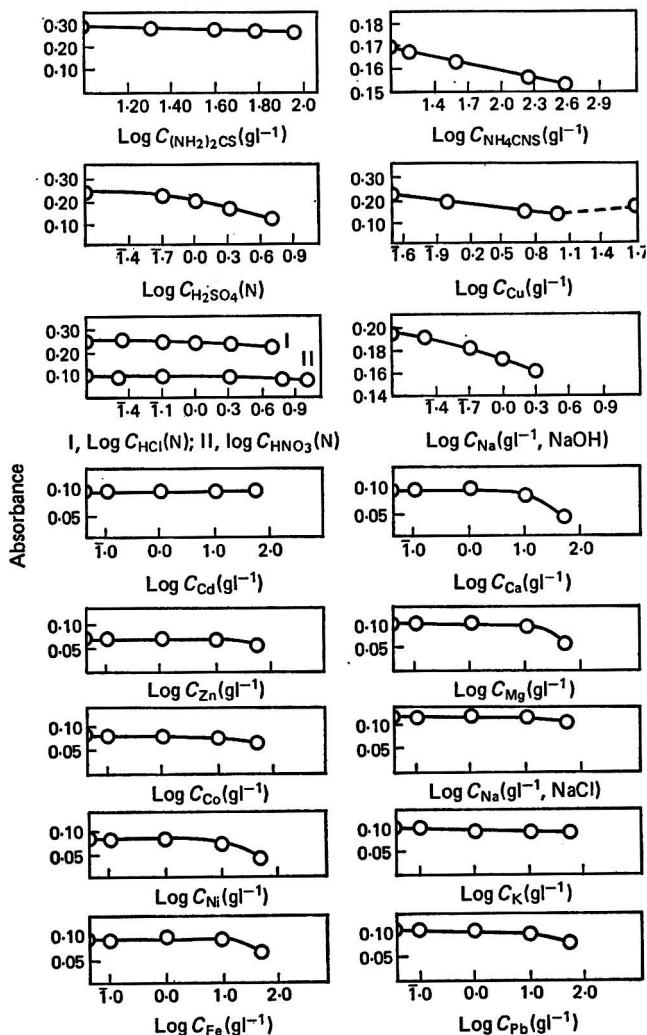 0·30
0·20
0·10
1·20 1·40 1·60 1·80 2·0
Log C(NH2)2CS(gl⁻¹)
0·18
0·17
0·16
0·15
1·4 1·7 2·0 2·3 2·6 2·9
Log CNH4CNS(gl⁻¹)
0·30
0·20
0·10
1̄·4 1̄·7 0·0 0·3 0·6 0·9
Log CH2SO4(N)
0·30
0·20
0·10
1̄·6 1̄·9 0·2 0·5 0·8 1·1 1·4 1·7
Log CCu(gl⁻¹)
0·30
0·20
0·10
I
II
1̄·4 1̄·1 0·0 0·3 0·6 0·9
I, Log CHCl(N); II, log CHNO3(N)
0·20
0·18
0·16
0·14
1̄·4 1̄·7 0·0 0·3 0·6 0·9
Log CNa(gl⁻¹, NaOH)
Absorbance
0·10
0·05
1̄·0 0·0 1·0 2·0
Log CCd(gl⁻¹)
0·10
0·05
1̄·0 0·0 1·0 2·0
Log CCa(gl⁻¹)
0·10
0·05
Log CZn(gl⁻¹)
0·10
0·05
Log CMg(gl⁻¹)
0·10
0·05
Log CCo(gl⁻¹)
0·10
0·05
Log CNa(gl⁻¹, NaCl)
0·10
0·05
Log CNi(gl⁻¹)
0·10
0·05
Log CK(gl⁻¹)
0·10
0·05
1̄·0 0·0 1·0 2·0
Log CFe(gl⁻¹)
0·10
0·05
1̄·0 0·0 1·0 2·0
Log CPb(gl⁻¹)